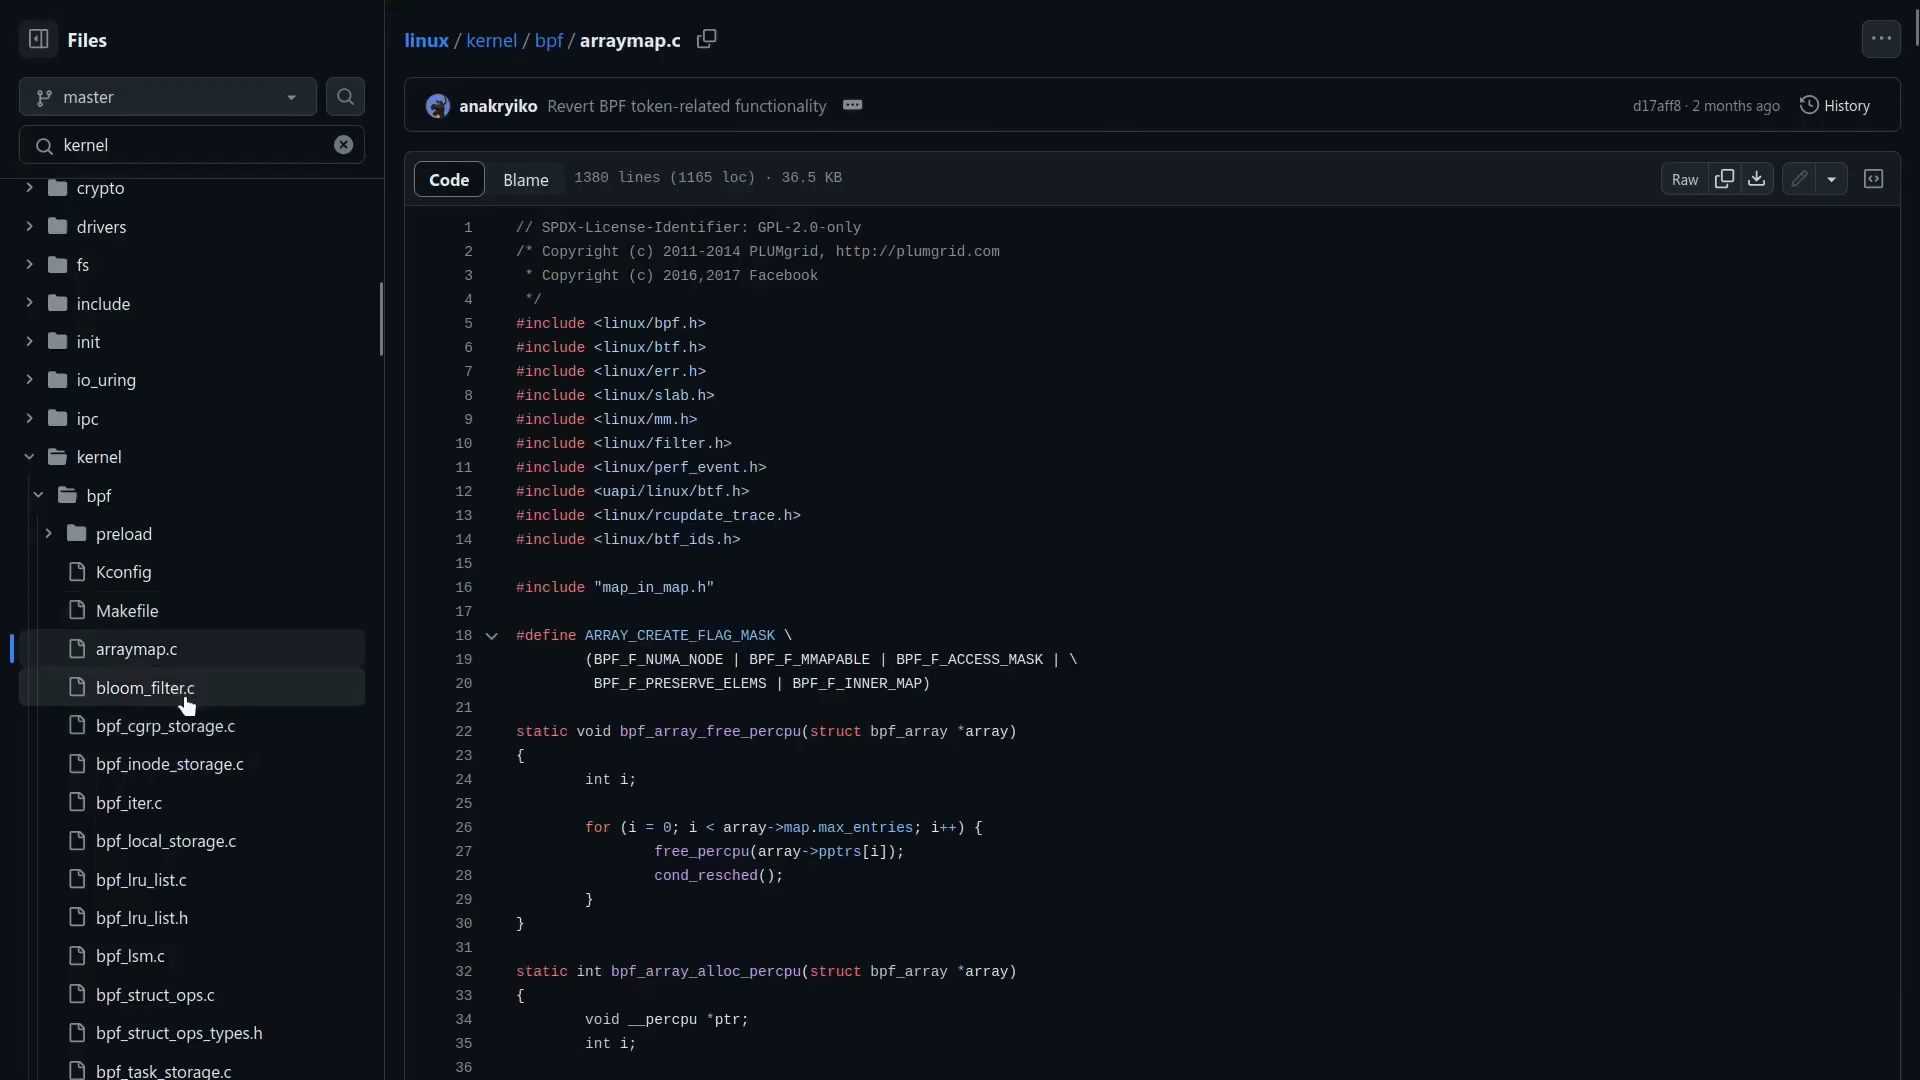 Files
master
kernel
crypto
drivers
fs
include
init
io_uring
ipc
kernel
bpf
preload
Kconfig
Makefile
arraymap.c
bloom_filter.c
bpf_cgrp_storage.c
bpf_inode_storage.c
bpf_iter.c
bpf_local_storage.c
bpf_lru_list.c
bpf_lru_list.h
bpf_lsm.c
bpf_struct_ops.c
bpf_struct_ops_types.h
bpf_task_storage.c
linux / kernel / bpf / arraymap.c
anakryiko Revert BPF token-related functionality d17aff8 · 2 months ago History
Code Blame 1380 lines (1165 loc) · 36.5 KB Raw
1 // SPDX-License-Identifier: GPL-2.0-only
2 /* Copyright (c) 2011-2014 PLUMgrid, http://plumgrid.com
3  * Copyright (c) 2016,2017 Facebook
4  */
5 #include <linux/bpf.h>
6 #include <linux/btf.h>
7 #include <linux/err.h>
8 #include <linux/slab.h>
9 #include <linux/mm.h>
10 #include <linux/filter.h>
11 #include <linux/perf_event.h>
12 #include <uapi/linux/btf.h>
13 #include <linux/rcupdate_trace.h>
14 #include <linux/btf_ids.h>
15
16 #include "map_in_map.h"
17
18 #define ARRAY_CREATE_FLAG_MASK \
19 (BPF_F_NUMA_NODE | BPF_F_MMAPABLE | BPF_F_ACCESS_MASK | \
20 BPF_F_PRESERVE_ELEMS | BPF_F_INNER_MAP)
21
22 static void bpf_array_free_percpu(struct bpf_array *array)
23 {
24 int i;
25
26 for (i = 0; i < array->map.max_entries; i++) {
27 free_percpu(array->pptrs[i]);
28 cond_resched();
29 }
30 }
31
32 static int bpf_array_alloc_percpu(struct bpf_array *array)
33 {
34 void __percpu *ptr;
35 int i;
36